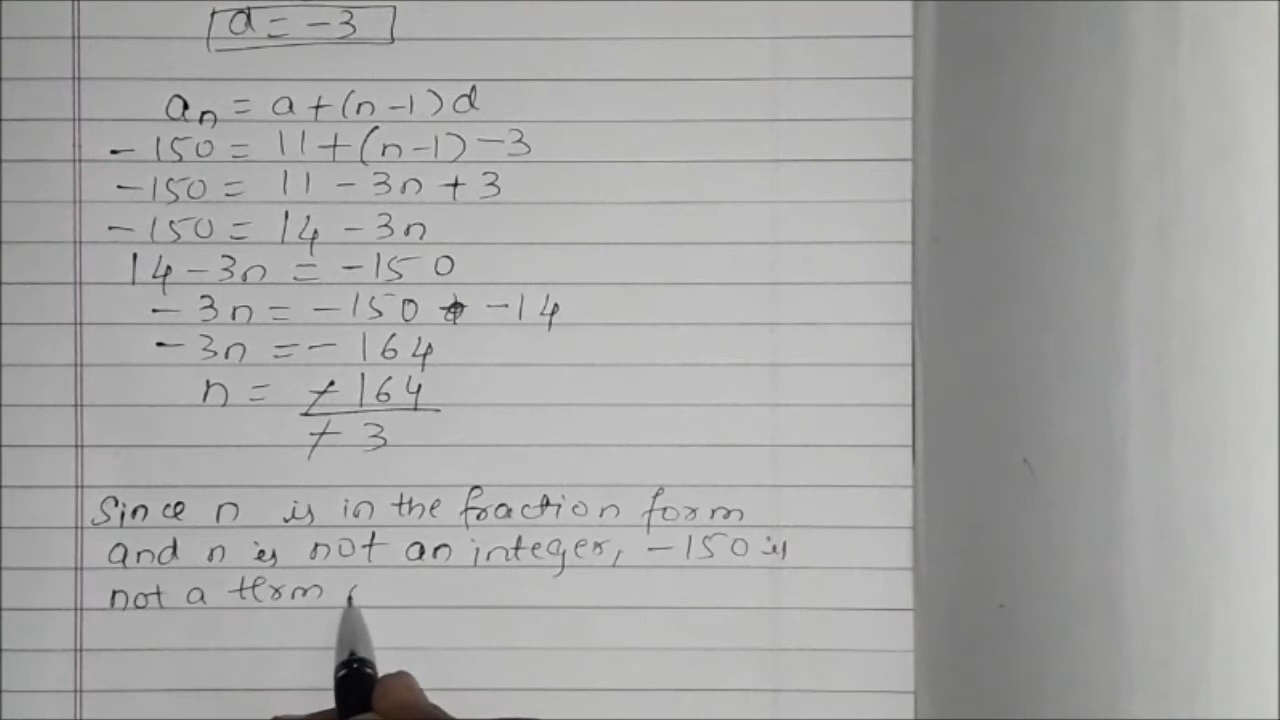 d = -3
an = a + (n-1) d
-150 = 11 + (n-1) -3
-150 = 11 - 3n + 3
-150 = 14 - 3n
14 - 3n = -150
-3n = -150 -14
-3n = - 164
n = -164
-3
Since n is in the fraction form
and n is not an integer, -150 is
not a term